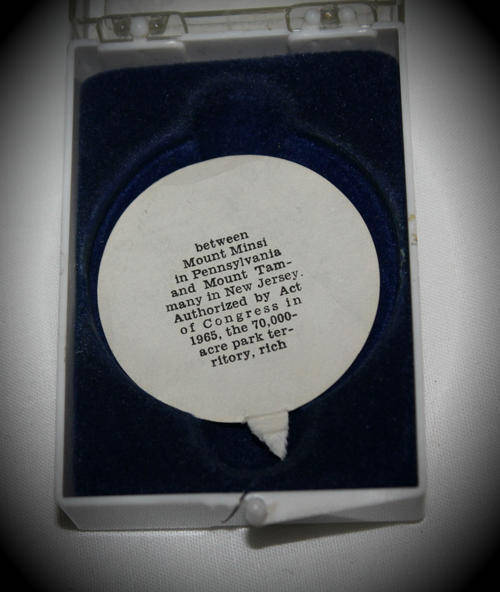 between
Mount Minsi
in Pennsylvania
and Mount Tam-
many in New Jersey.
Authorized by Act
of Congress in
1965, the 70,000-
acre park ter-
ritory, rich